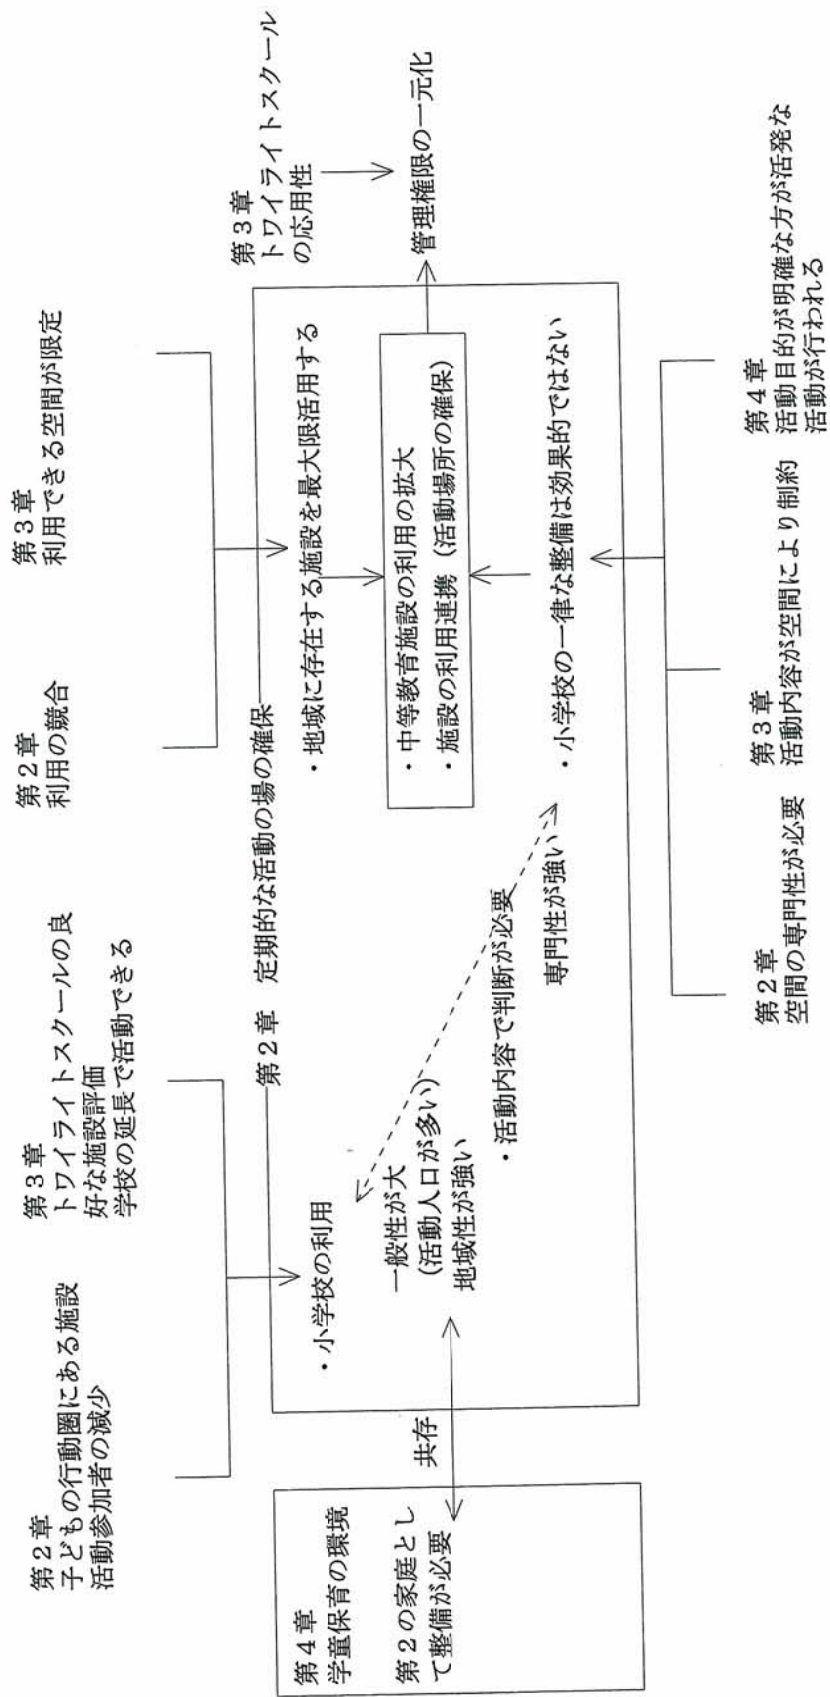 第2章
子どもの行動圏にある施設
活動参加者の減少
第3章
トワイライトスクールの良
好な施設評価
学校の延長で活動できる
第2章
利用の競合
第3章
利用できる空間が限定
第3章
トワイライトスクール
の応用性
管理権限の一元化
第2章 定期的な活動の場の確保
・小学校の利用
一般性が大
(活動人口が多い)
地域性が強い
・活動内容で判断が必要
専門性が強い
・地域に存在する施設を最大限活用する
・中等教育施設の利用の拡大
・施設の利用連携(活動場所の確保)
・小学校の一律な整備は効果的ではない
共存
第4章
学童保育の環境
第2の家庭とし
て整備が必要
第2章
空間の専門性が必要
第3章
活動内容が空間により制約
第4章
活動目的が明確な方が活発な
活動が行われる